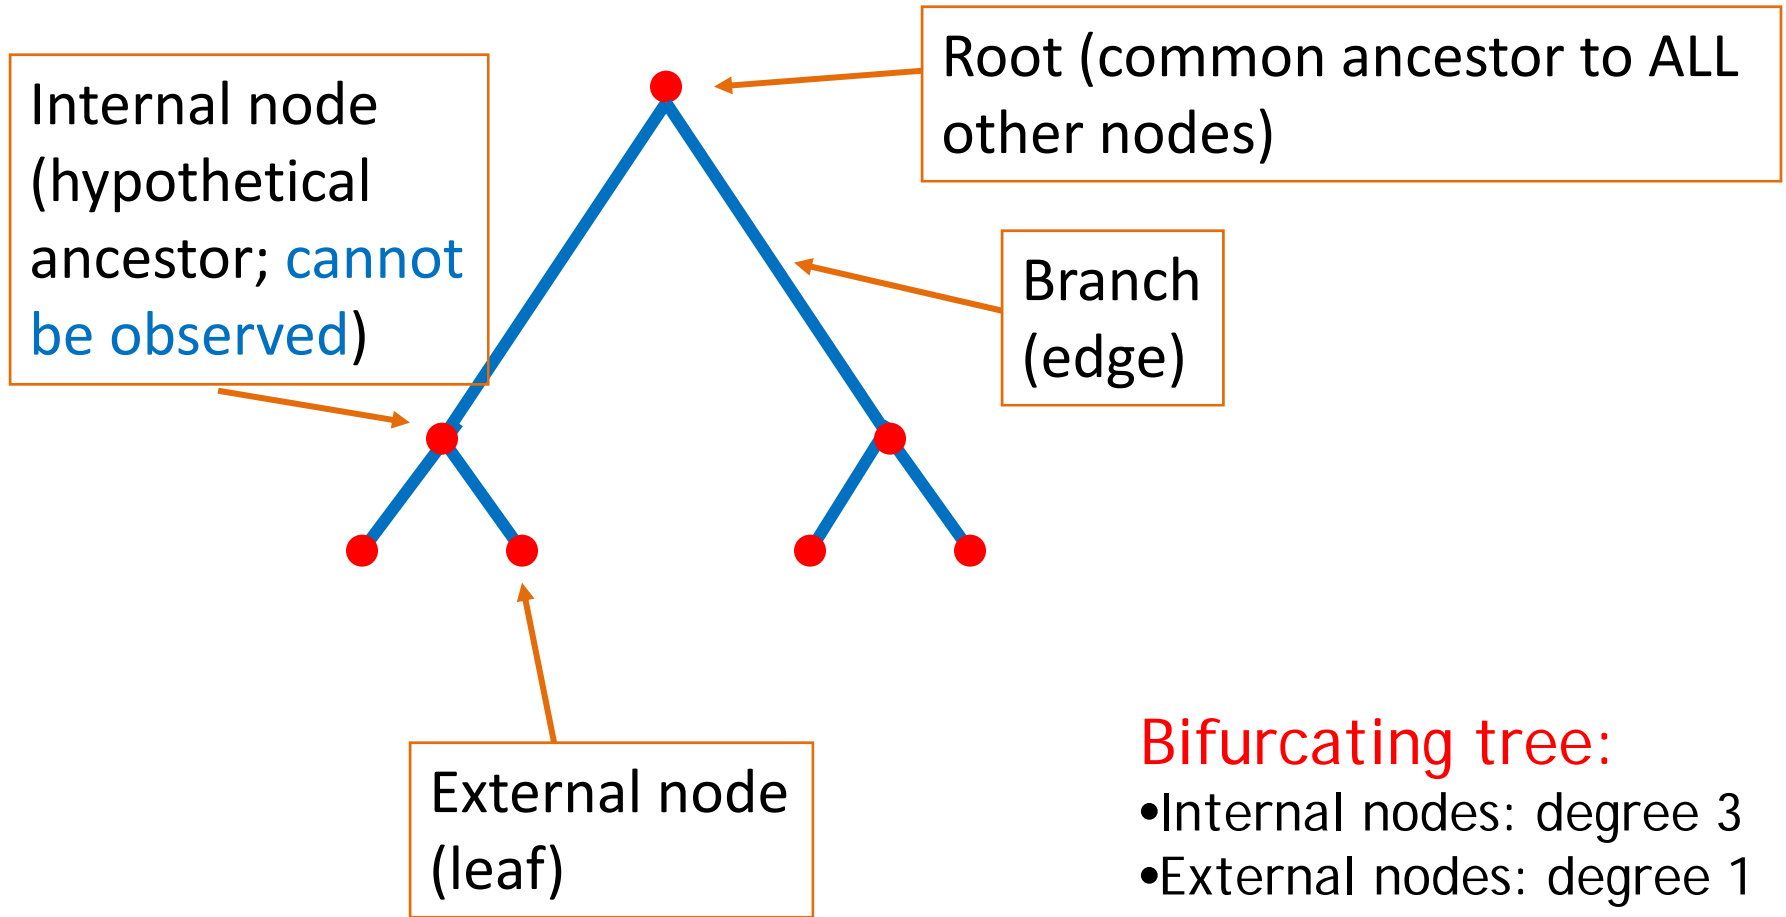 Root (common ancestor to ALL
other nodes)
Internal node
(hypothetical
ancestor; cannot
be observed)
Branch
(edge)
External node
(leaf)
Bifurcating tree:
•Internal nodes: degree 3
•External nodes: degree 1